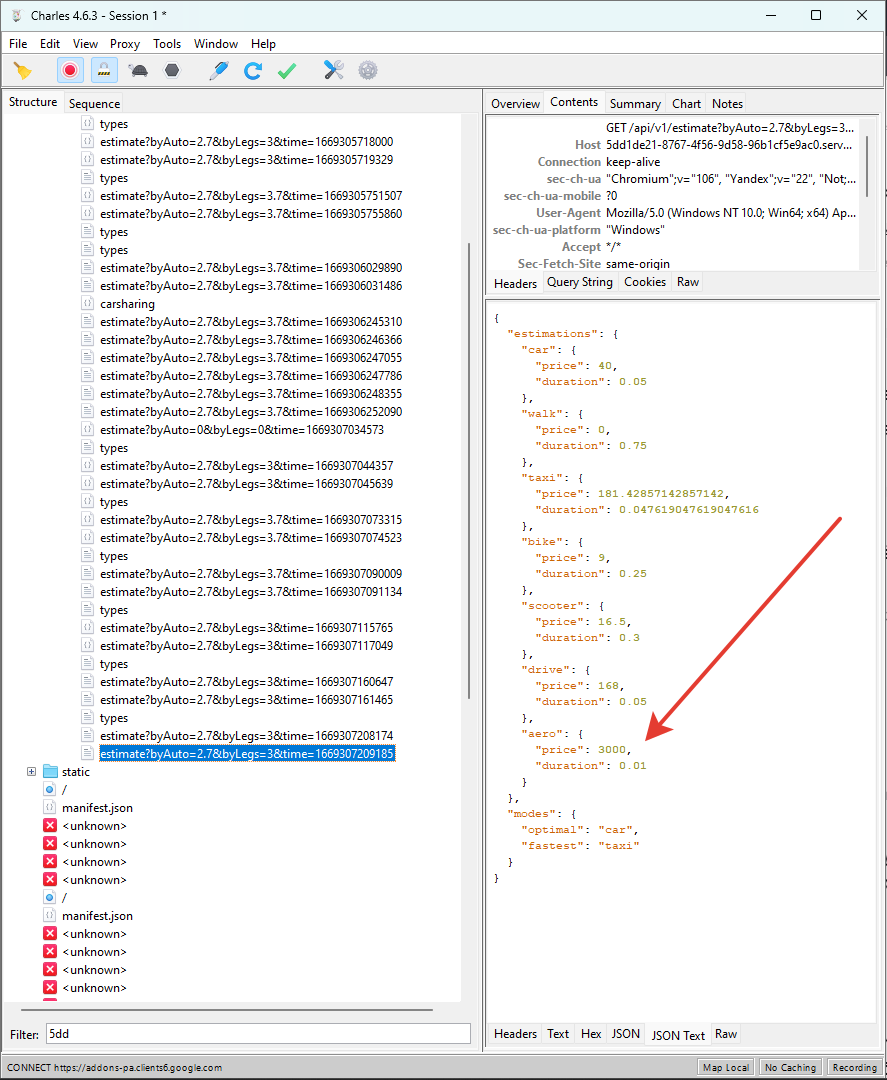 Charles 4.6.3 - Session 1 *
File Edit View Proxy Tools Window Help
Structure Sequence
types
estimate?byAuto=2.7&byLegs=3&time=1669305718000
estimate?byAuto=2.7&byLegs=3&time=1669305719329
types
estimate?byAuto=2.7&byLegs=3.7&time=1669305751507
estimate?byAuto=2.7&byLegs=3.7&time=1669305755860
types
types
estimate?byAuto=2.7&byLegs=3.7&time=1669306029890
estimate?byAuto=2.7&byLegs=3.7&time=1669306031486
carsharing
estimate?byAuto=2.7&byLegs=3.7&time=1669306245310
estimate?byAuto=2.7&byLegs=3.7&time=1669306246366
estimate?byAuto=2.7&byLegs=3.7&time=1669306247055
estimate?byAuto=2.7&byLegs=3.7&time=1669306247786
estimate?byAuto=2.7&byLegs=3.7&time=1669306248355
estimate?byAuto=2.7&byLegs=3.7&time=1669306252090
estimate?byAuto=0&byLegs=0&time=1669307034573
types
estimate?byAuto=2.7&byLegs=3&time=1669307044357
estimate?byAuto=2.7&byLegs=3&time=1669307045639
types
estimate?byAuto=2.7&byLegs=3.7&time=1669307073315
estimate?byAuto=2.7&byLegs=3.7&time=1669307074523
types
estimate?byAuto=2.7&byLegs=3.7&time=1669307090009
estimate?byAuto=2.7&byLegs=3.7&time=1669307091134
types
estimate?byAuto=2.7&byLegs=3&time=1669307115765
estimate?byAuto=2.7&byLegs=3&time=1669307117049
types
estimate?byAuto=2.7&byLegs=3&time=1669307160647
estimate?byAuto=2.7&byLegs=3&time=1669307161465
types
estimate?byAuto=2.7&byLegs=3&time=1669307208174
estimate?byAuto=2.7&byLegs=3&time=1669307209185
static
/
manifest.json
<unknown>
<unknown>
<unknown>
<unknown>
/
manifest.json
<unknown>
<unknown>
<unknown>
<unknown>
Filter: 5dd
Overview Contents Summary Chart Notes
GET /api/v1/estimate?byAuto=2.7&byLegs=3...
Host 5dd1de21-8767-4f56-9d58-96b1cf5e9ac0.serv...
Connection keep-alive
sec-ch-ua "Chromium";v="106", "Yandex";v="22", "Not;...
sec-ch-ua-mobile ?0
User-Agent Mozilla/5.0 (Windows NT 10.0; Win64; x64) Ap...
sec-ch-ua-platform "Windows"
Accept */*
Sec-Fetch-Site same-origin
Headers Query String Cookies Raw
{
"estimations": {
"car": {
"price": 40,
"duration": 0.05
},
"walk": {
"price": 0,
"duration": 0.75
},
"taxi": {
"price": 181.42857142857142,
"duration": 0.047619047619047616
},
"bike": {
"price": 9,
"duration": 0.25
},
"scooter": {
"price": 16.5,
"duration": 0.3
},
"drive": {
"price": 168,
"duration": 0.05
},
"aero": {
"price": 3000,
"duration": 0.01
}
},
"modes": {
"optimal": "car",
"fastest": "taxi"
}
}
Headers Text Hex JSON JSON Text Raw
CONNECT https://addons-pa.clients6.google.com
Map Local No Caching Recording